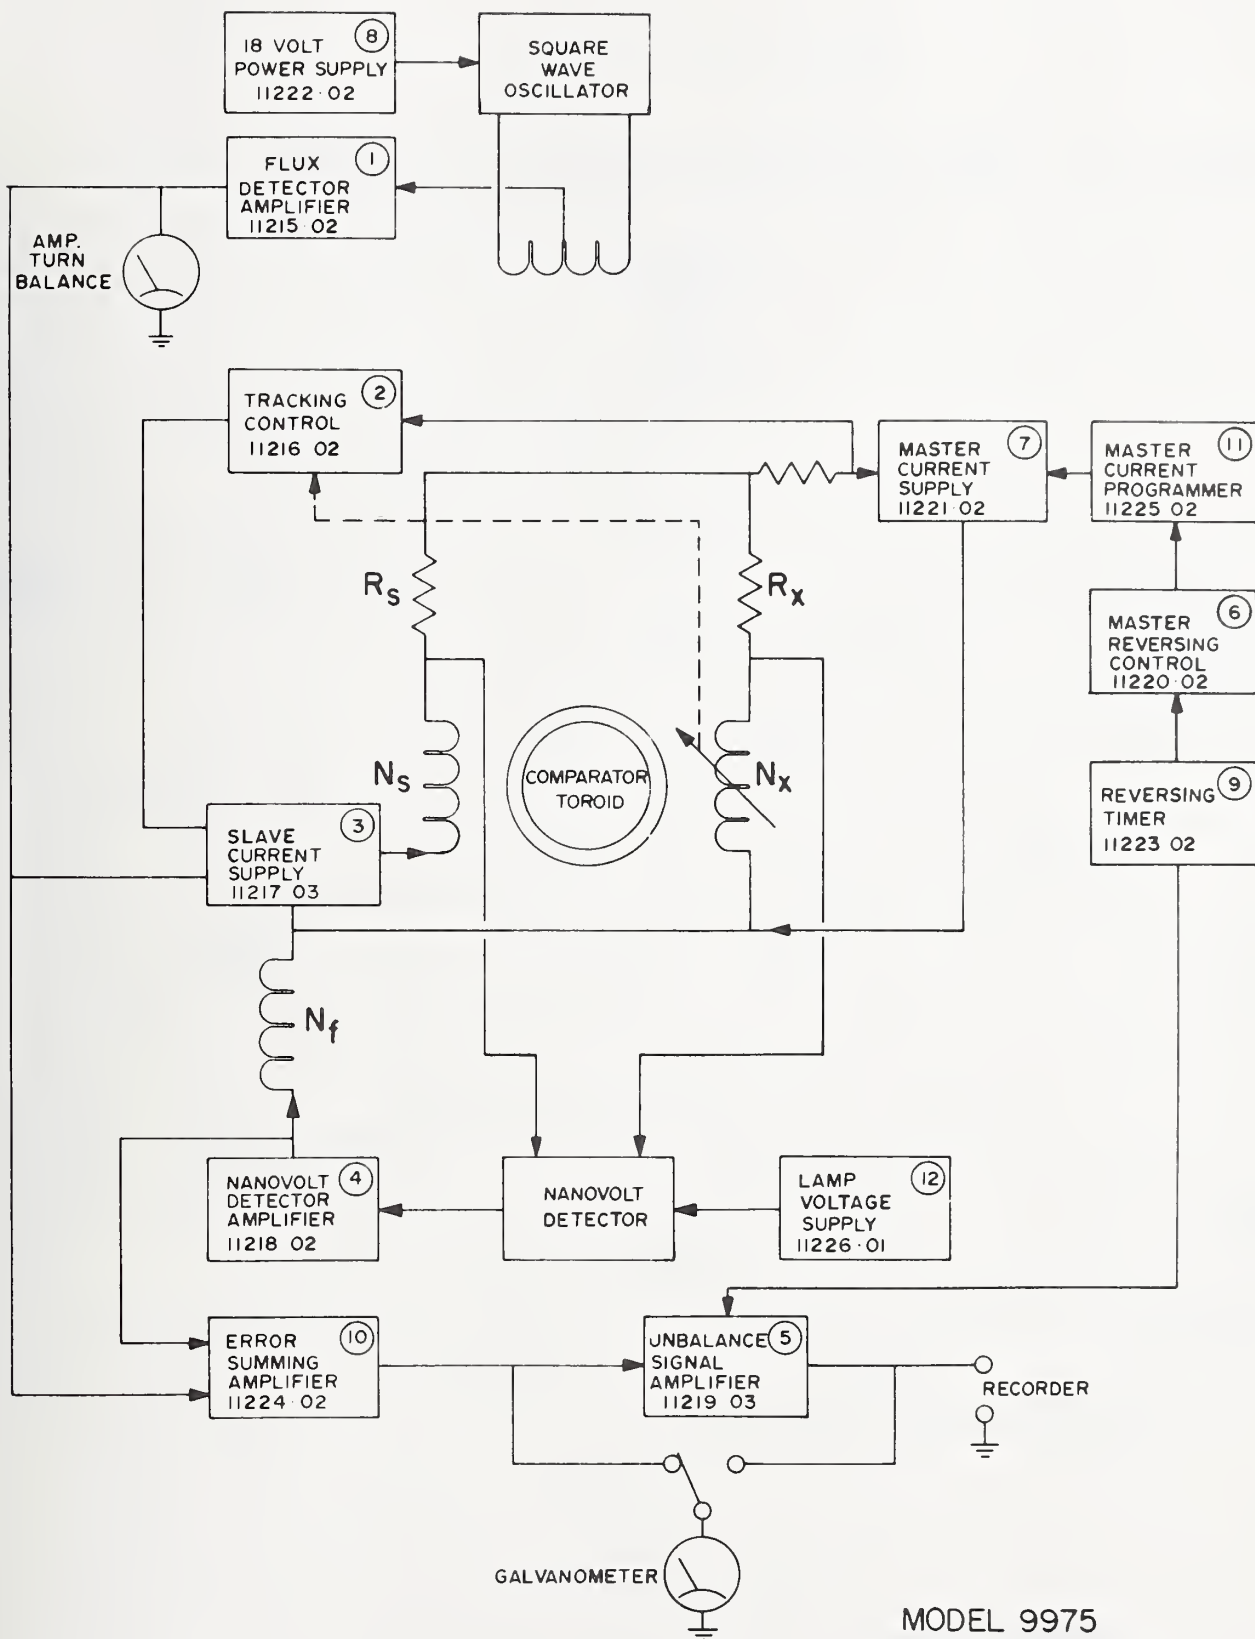 18 VOLT
POWER SUPPLY
11222·02
8
SQUARE
WAVE
OSCILLATOR
FLUX
DETECTOR
AMPLIFIER
11215·02
1
AMP.
TURN
BALANCE
TRACKING
CONTROL
11216 02
2
MASTER
CURRENT
SUPPLY
11221·02
7
MASTER
CURRENT
PROGRAMMER
11225 02
11
Rs
Rx
MASTER
REVERSING
CONTROL
11220·02
6
Ns
COMPARATOR
TOROID
Nx
REVERSING
TIMER
11223 02
9
SLAVE
CURRENT
SUPPLY
11217 03
3
Nf
NANOVOLT
DETECTOR
AMPLIFIER
11218 02
4
NANOVOLT
DETECTOR
LAMP
VOLTAGE
SUPPLY
11226·01
12
ERROR
SUMMING
AMPLIFIER
11224·02
10
UNBALANCE
SIGNAL
AMPLIFIER
11219 03
5
RECORDER
GALVANOMETER
MODEL 9975